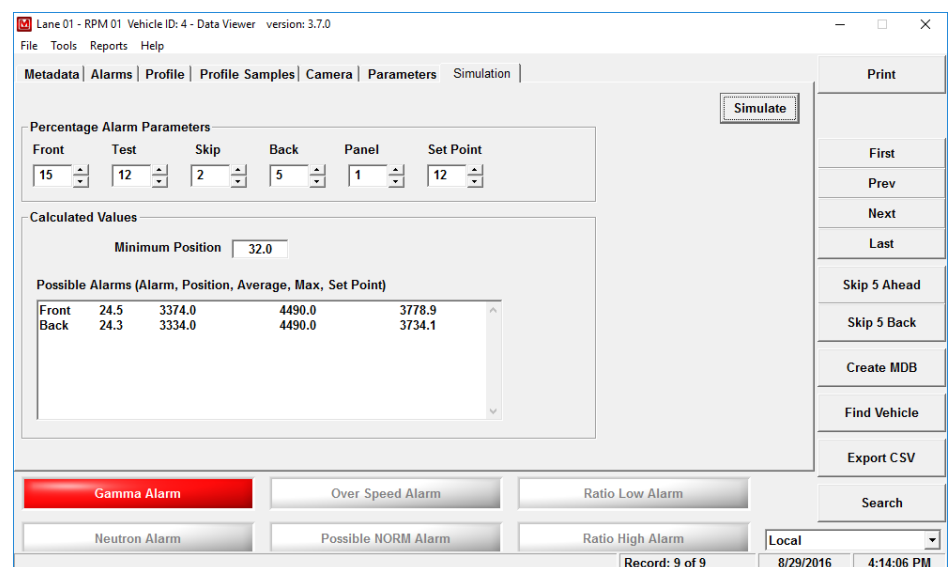 Lane 01 - RPM 01 Vehicle ID: 4 - Data Viewer version: 3.7.0
File Tools Reports Help
Metadata Alarms Profile Profile Samples Camera Parameters Simulation
Simulate
Percentage Alarm Parameters
Front Test Skip Back Panel Set Point
15 12 2 5 1 12
Calculated Values
Minimum Position 32.0
Possible Alarms (Alarm, Position, Average, Max, Set Point)
Front 24.5 3374.0 4490.0 3778.9
Back 24.3 3334.0 4490.0 3734.1
Print
First
Prev
Next
Last
Skip 5 Ahead
Skip 5 Back
Create MDB
Find Vehicle
Export CSV
Search
Gamma Alarm Over Speed Alarm Ratio Low Alarm
Neutron Alarm Possible NORM Alarm Ratio High Alarm
Local
Record: 9 of 9 8/29/2016 4:14:06 PM